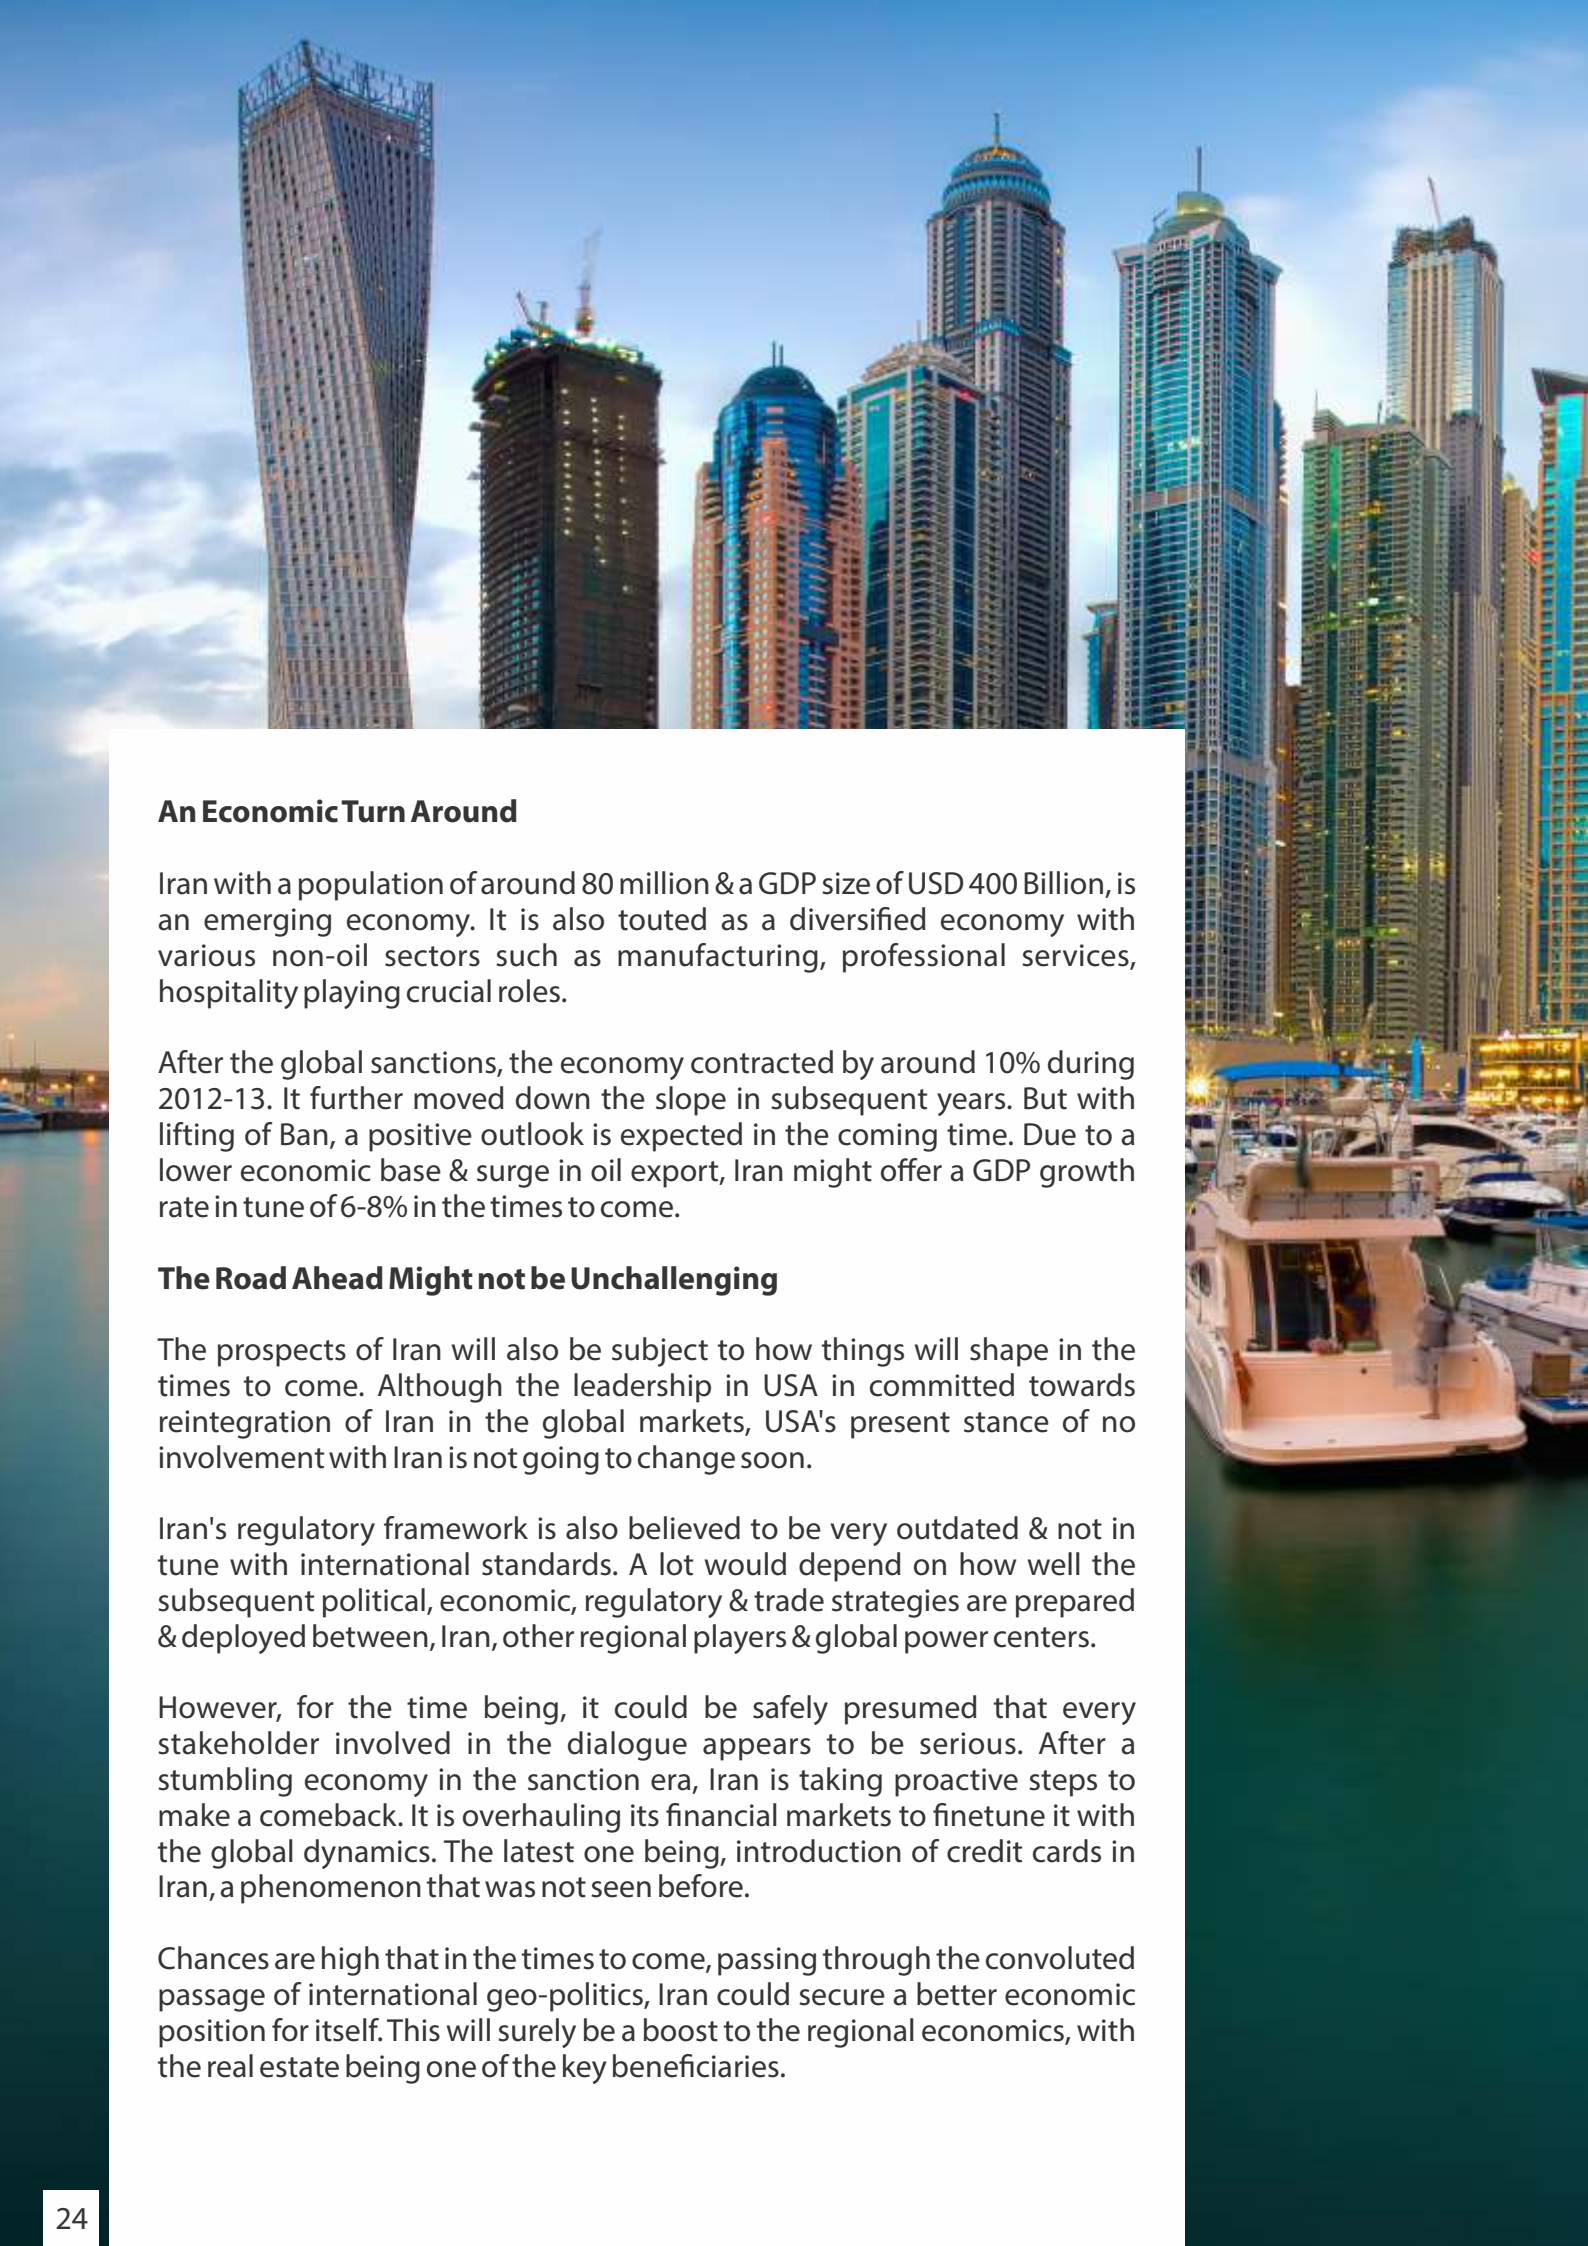 An Economic Turn Around
Iran with a population of around 80 million & a GDP size of USD 400 Billion, is
an emerging economy. It is also touted as a diversified economy with
various non-oil sectors such as manufacturing, professional services,
hospitality playing crucial roles.
After the global sanctions, the economy contracted by around 10% during
2012-13. It further moved down the slope in subsequent years. But with
lifting of Ban, a positive outlook is expected in the coming time. Due to a
lower economic base & surge in oil export, Iran might offer a GDP growth
rate in tune of 6-8% in the times to come.
The Road Ahead Might not be Unchallenging
The prospects of Iran will also be subject to how things will shape in the
times to come. Although the leadership in USA in committed towards
reintegration of Iran in the global markets, USA's present stance of no
involvement with Iran is not going to change soon.
Iran's regulatory framework is also believed to be very outdated & not in
tune with international standards. A lot would depend on how well the
subsequent political, economic, regulatory & trade strategies are prepared
& deployed between, Iran, other regional players & global power centers.
However, for the time being, it could be safely presumed that every
stakeholder involved in the dialogue appears to be serious. After a
stumbling economy in the sanction era, Iran is taking proactive steps to
make a comeback. It is overhauling its financial markets to finetune it with
the global dynamics. The latest one being, introduction of credit cards in
Iran, a phenomenon that was not seen before.
Chances are high that in the times to come, passing through the convoluted
passage of international geo-politics, Iran could secure a better economic
position for itself. This will surely be a boost to the regional economics, with
the real estate being one of the key beneficiaries.
24